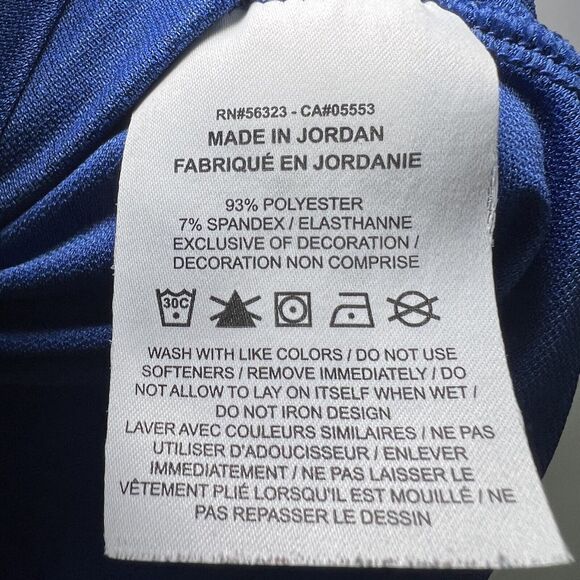 RN#56323 - CA#05553
MADE IN JORDAN
FABRIQUÉ EN JORDANIE
93% POLYESTER
7% SPANDEX / ELASTHANNE
EXCLUSIVE OF DECORATION /
DECORATION NON COMPRISE
30C
WASH WITH LIKE COLORS / DO NOT USE
SOFTENERS / REMOVE IMMEDIATELY / DO
NOT ALLOW TO LAY ON ITSELF WHEN WET /
DO NOT IRON DESIGN
LAVER AVEC COULEURS SIMILAIRES / NE PAS
UTILISER D'ADOUCISSEUR / ENLEVER
IMMEDIATEMENT / NE PAS LAISSER LE
VÊTEMENT PLIÉ LORSQU'IL EST MOUILLÉ / NE
PAS REPASSER LE DESSIN